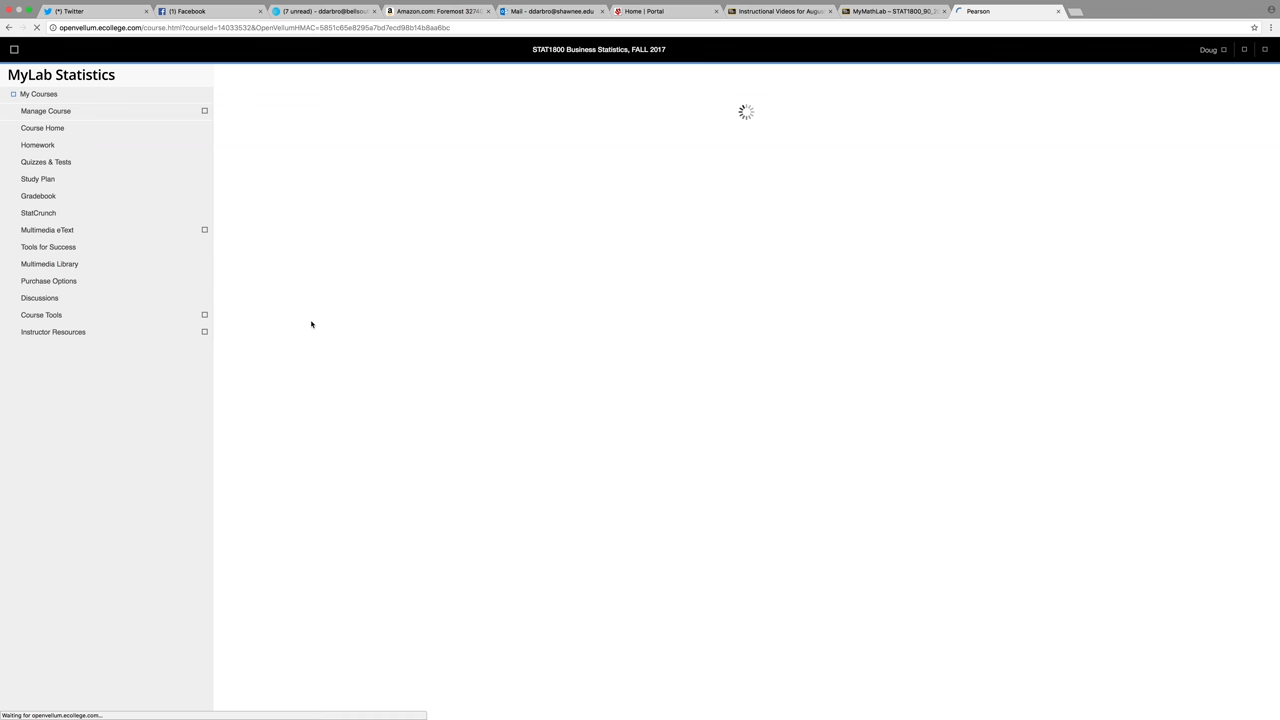 (*) Twitter
(1) Facebook
(7 unread) - ddarbro@bellsou
Amazon.com: Foremost 3274
Mail - ddarbro@shawnee.edu
Home | Portal
Instructional Videos for Augus
MyMathLab – STAT1800_90_2
Pearson
openvellum.ecollege.com/course.html?courseId=14033532&OpenVellumHMAC=5851c65e8295a7bd7ecd98b14b8aa6bc
STAT1800 Business Statistics, FALL 2017
Doug
MyLab Statistics
My Courses
Manage Course
Course Home
Homework
Quizzes & Tests
Study Plan
Gradebook
StatCrunch
Multimedia eText
Tools for Success
Multimedia Library
Purchase Options
Discussions
Course Tools
Instructor Resources
Waiting for openvellum.ecollege.com...